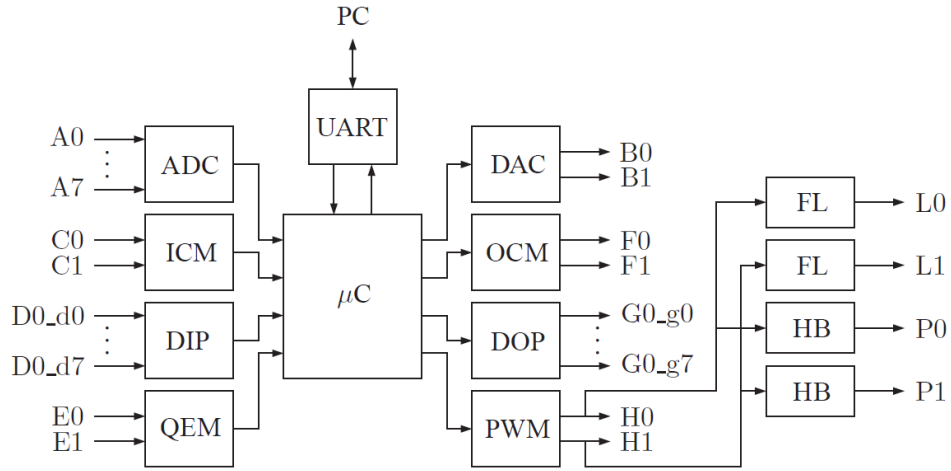 PC
UART
A0
A7
ADC
C0
C1
ICM
D0_d0
D0_d7
DIP
E0
E1
QEM
μC
DAC
B0
B1
OCM
F0
F1
DOP
G0_g0
G0_g7
PWM
H0
H1
FL
L0
FL
L1
HB
P0
HB
P1